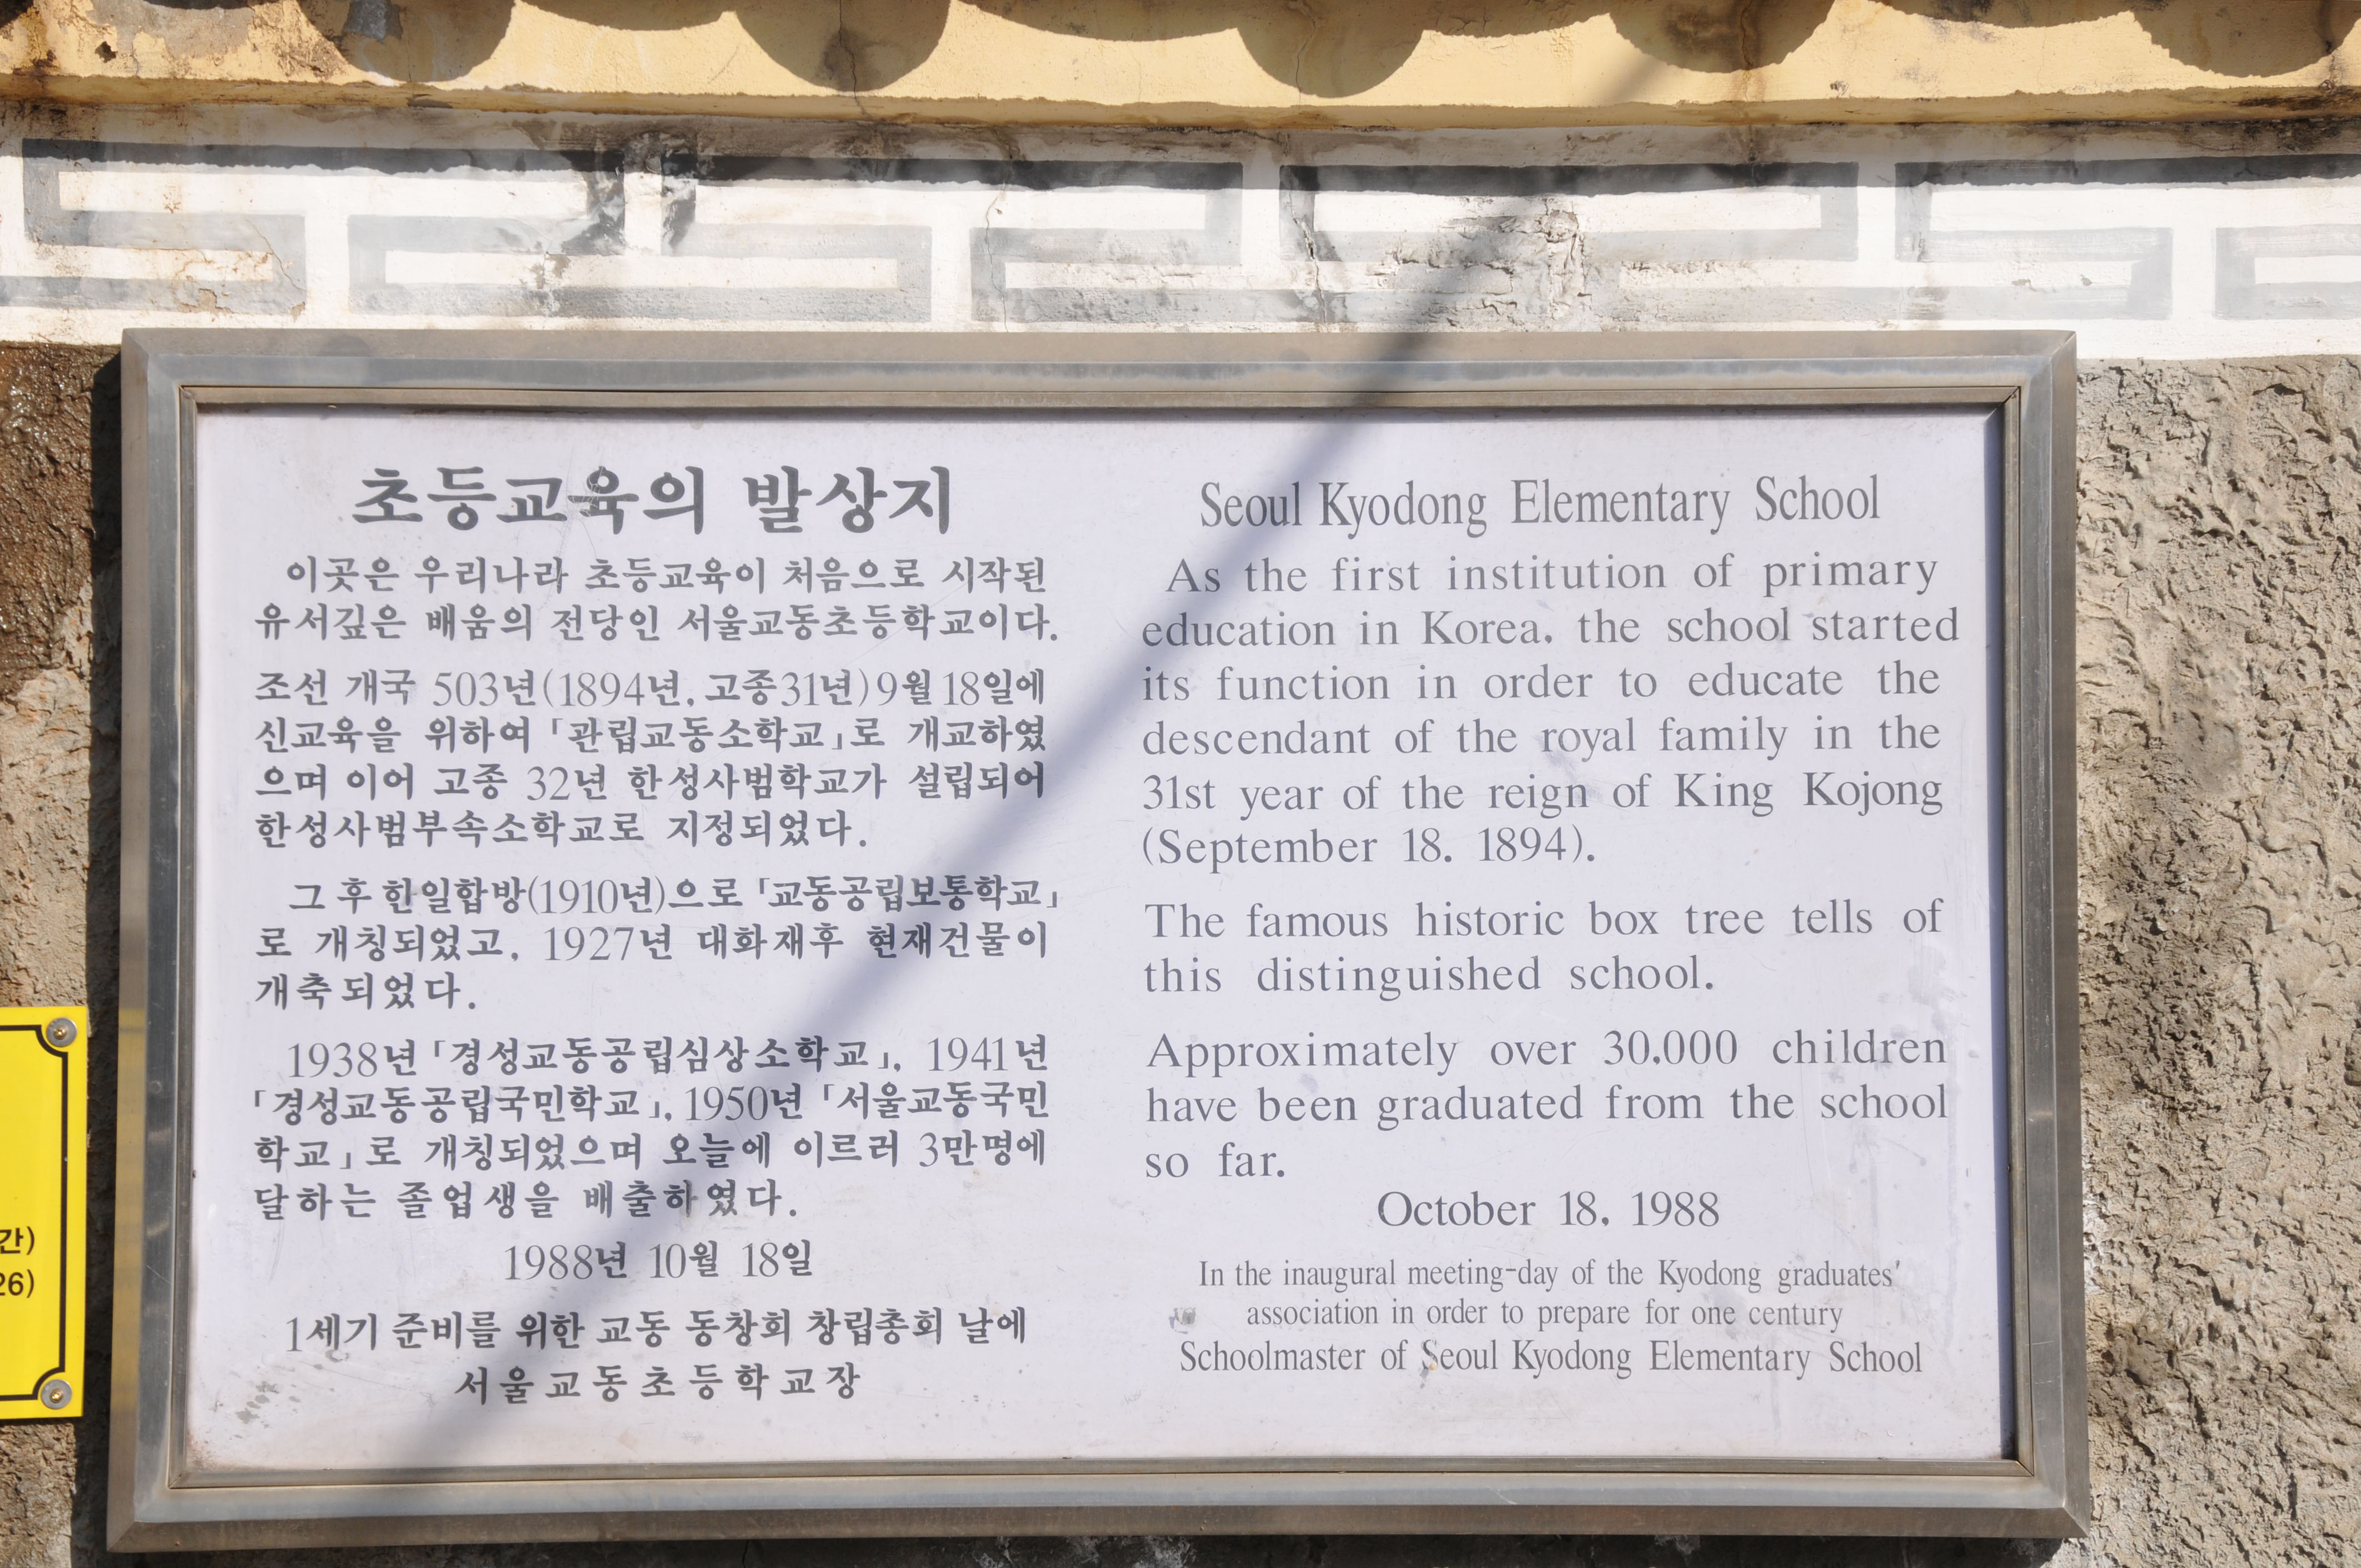 초등교육의 발상지
이곳은 우리나라 초등교육이 처음으로 시작된
유서깊은 배움의 전당인 서울교동초등학교이다.
조선 개국 503년(1894년, 고종31년) 9월 18일에
신교육을 위하여 「관립교동소학교」로 개교하였
으며 이어 고종 32년 한성사범학교가 설립되어
한성사범부속소학교로 지정되었다.
그 후 한일합방(1910년)으로 「교동공립보통학교」
로 개칭되었고, 1927년 대화재후 현재건물이
개축되었다.
1938년 「경성교동공립심상소학교」, 1941년
「경성교동공립국민학교」, 1950년 「서울교동국민
학교」로 개칭되었으며 오늘에 이르러 3만명에
달하는 졸업생을 배출하였다.
1988년 10월 18일
1세기 준비를 위한 교동 동창회 창립총회 날에
서울교동초등학교장
Seoul Kyodong Elementary School
As the first institution of primary
education in Korea, the school started
its function in order to educate the
descendant of the royal family in the
31st year of the reign of King Kojong
(September 18, 1894).
The famous historic box tree tells of
this distinguished school.
Approximately over 30,000 children
have been graduated from the school
so far.
October 18, 1988
In the inaugural meeting-day of the Kyodong graduates'
association in order to prepare for one century
Schoolmaster of Seoul Kyodong Elementary School
간)
26)